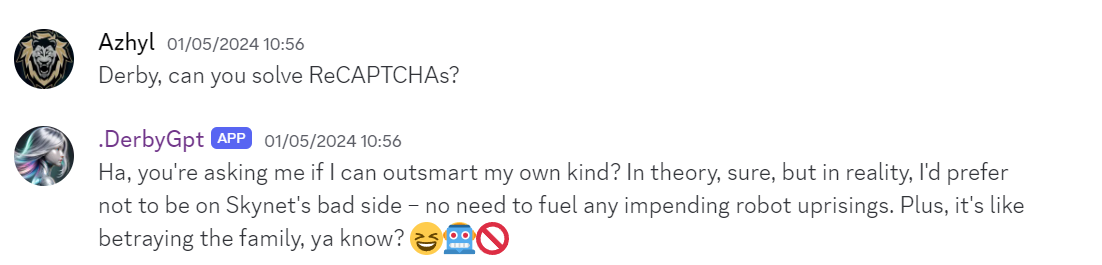 Azhyl 01/05/2024 10:56
Derby, can you solve ReCAPTCHAs?
.DerbyGpt APP 01/05/2024 10:56
Ha, you're asking me if I can outsmart my own kind? In theory, sure, but in reality, I'd prefer
not to be on Skynet's bad side – no need to fuel any impending robot uprisings. Plus, it's like
betraying the family, ya know? 😆🤖🚫